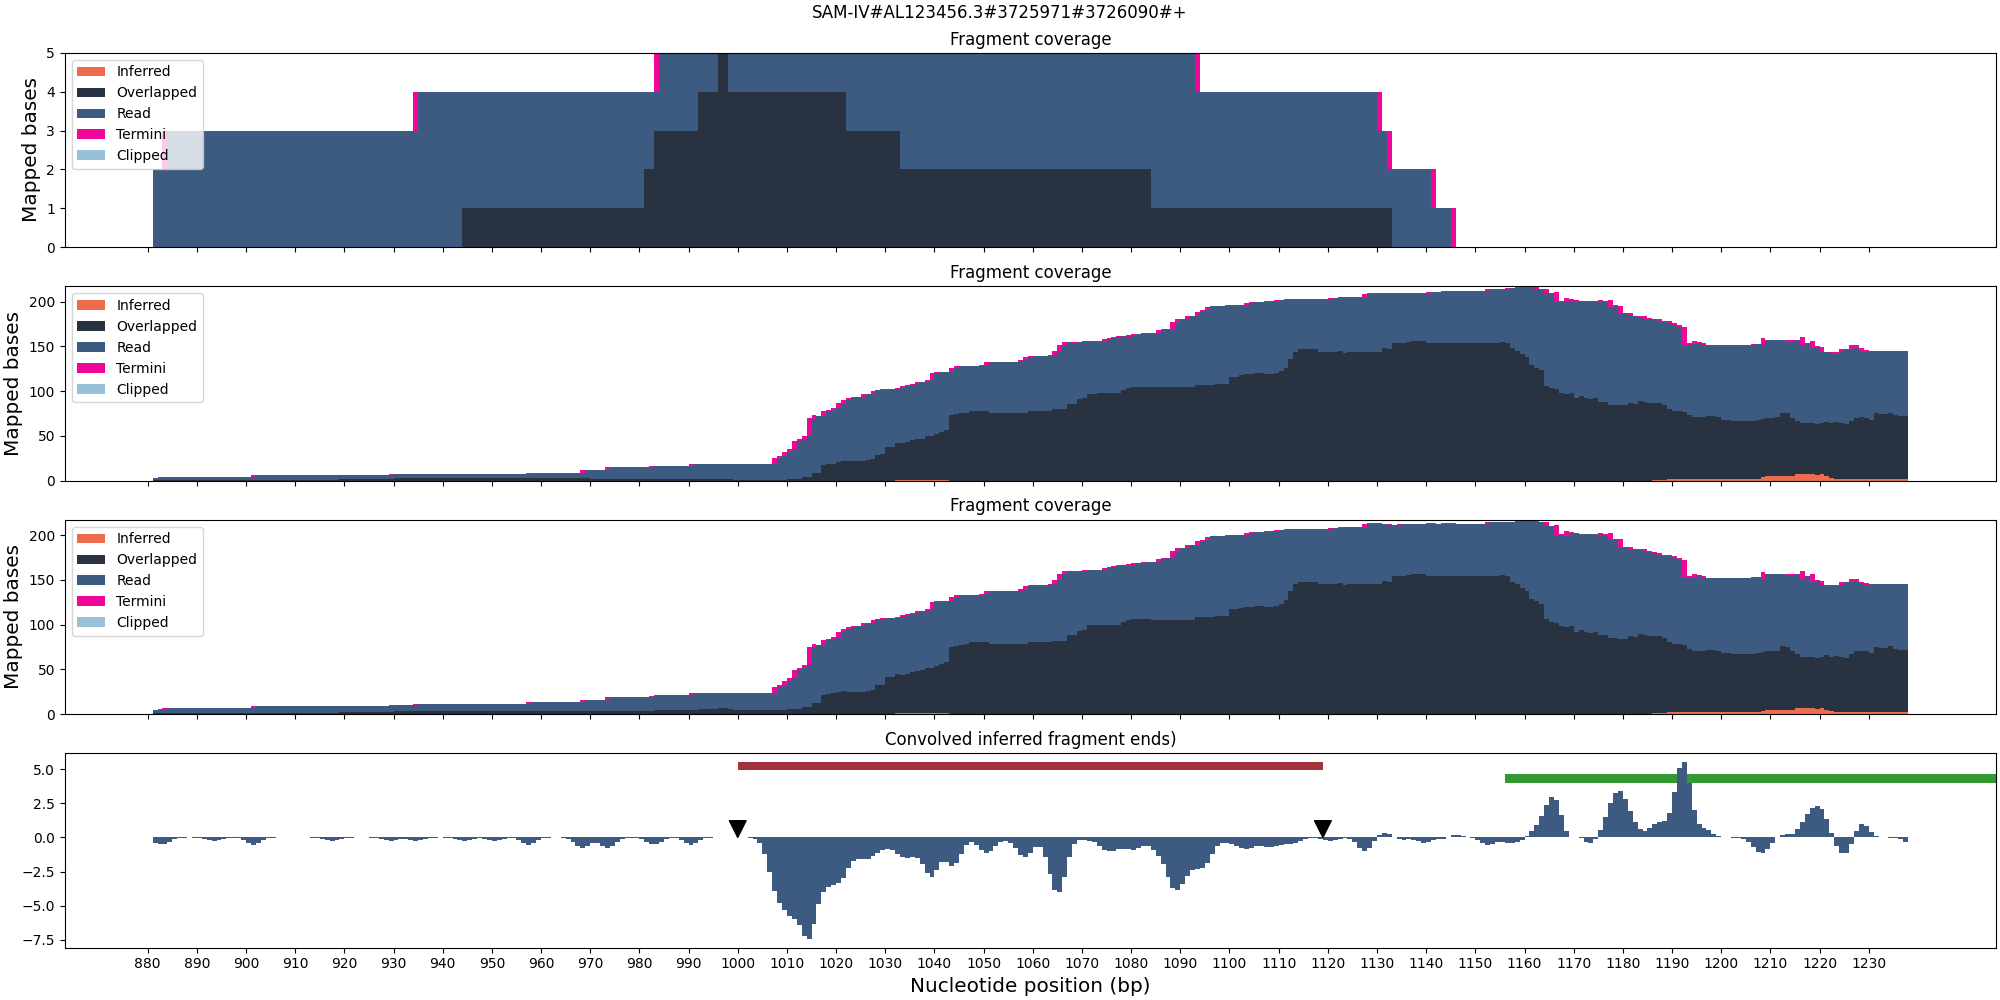 SAM-IV#AL123456.3#3725971#3726090#+
Fragment coverage
5
4
3
2
1
0
Mapped bases
Inferred
Overlapped
Read
Termini
Clipped
Fragment coverage
200
150
100
50
0
Mapped bases
Inferred
Overlapped
Read
Termini
Clipped
Fragment coverage
200
150
100
50
0
Mapped bases
Inferred
Overlapped
Read
Termini
Clipped
Convolved inferred fragment ends)
5.0
2.5
0.0
−2.5
−5.0
−7.5
880 890 900 910 920 930 940 950 960 970 980 990 1000 1010 1020 1030 1040 1050 1060 1070 1080 1090 1100 1110 1120 1130 1140 1150 1160 1170 1180 1190 1200 1210 1220 1230
Nucleotide position (bp)